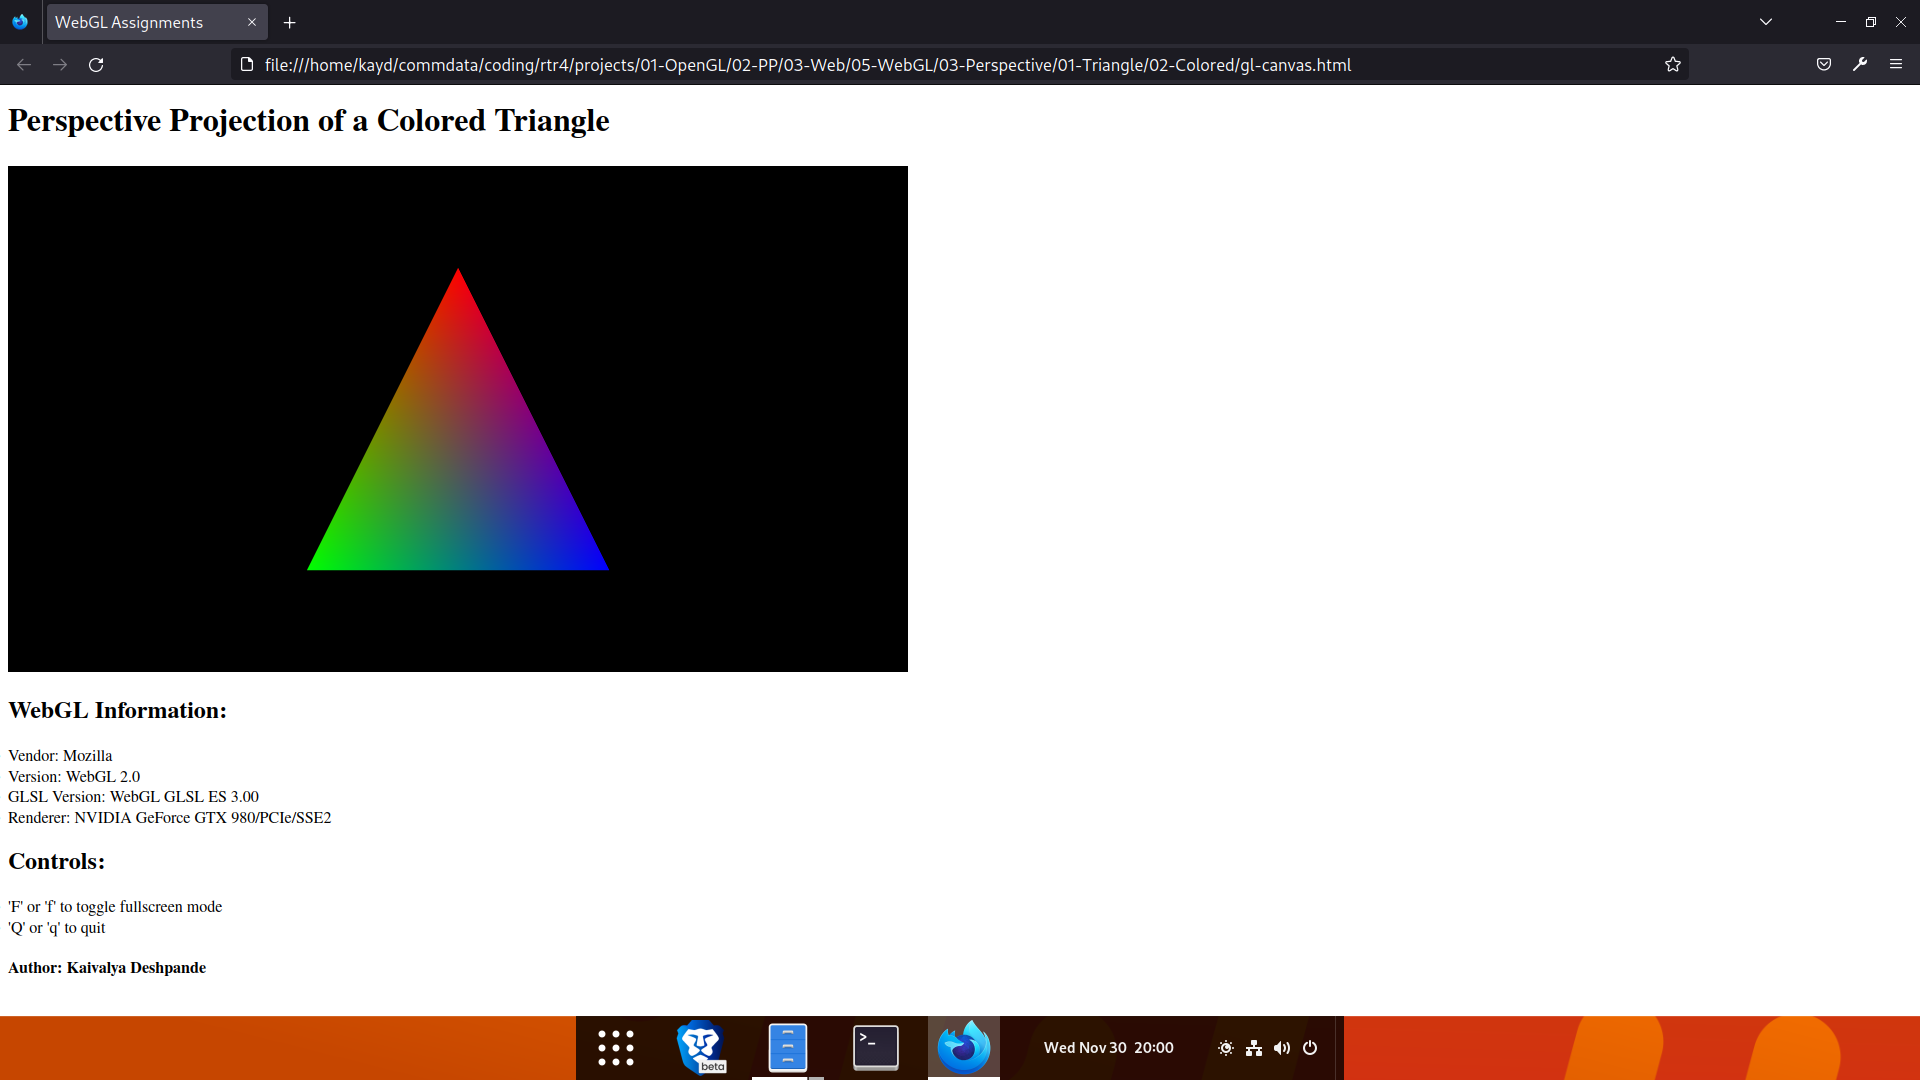 WebGL Assignments
file:///home/kayd/commdata/coding/rtr4/projects/01-OpenGL/02-PP/03-Web/05-WebGL/03-Perspective/01-Triangle/02-Colored/gl-canvas.html
Perspective Projection of a Colored Triangle
WebGL Information:
Vendor: Mozilla
Version: WebGL 2.0
GLSL Version: WebGL GLSL ES 3.00
Renderer: NVIDIA GeForce GTX 980/PCIe/SSE2
Controls:
'F' or 'f' to toggle fullscreen mode
'Q' or 'q' to quit
Author: Kaivalya Deshpande
beta
>_
Wed Nov 30 20:00